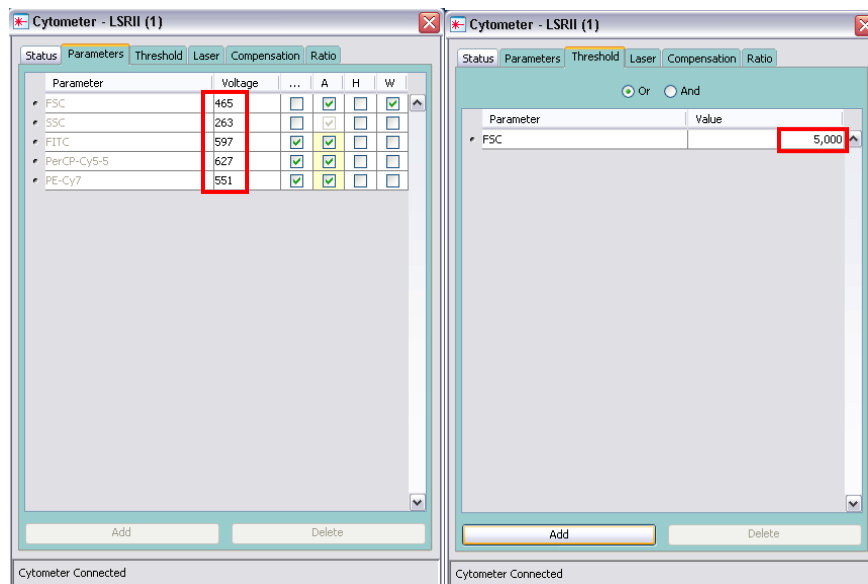 Cytometer - LSRII (1)
Status Parameters Threshold Laser Compensation Ratio
Parameter Voltage ... A H W
FSC 465
SSC 263
FITC 597
PerCP-Cy5-5 627
PE-Cy7 551
Add Delete
Cytometer Connected
Cytometer - LSRII (1)
Status Parameters Threshold Laser Compensation Ratio
Or And
Parameter Value
FSC 5,000
Add Delete
Cytometer Connected